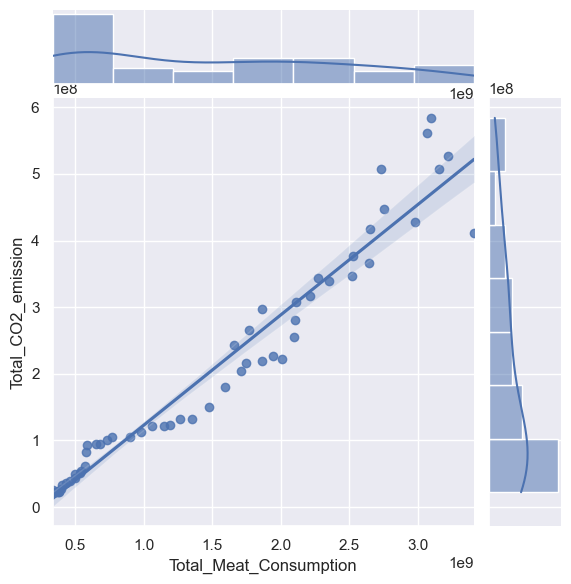 1e8
1e9
1e8
6
5
4
3
2
1
0
Total_CO2_emission
0.5 1.0 1.5 2.0 2.5 3.0
1e9
Total_Meat_Consumption